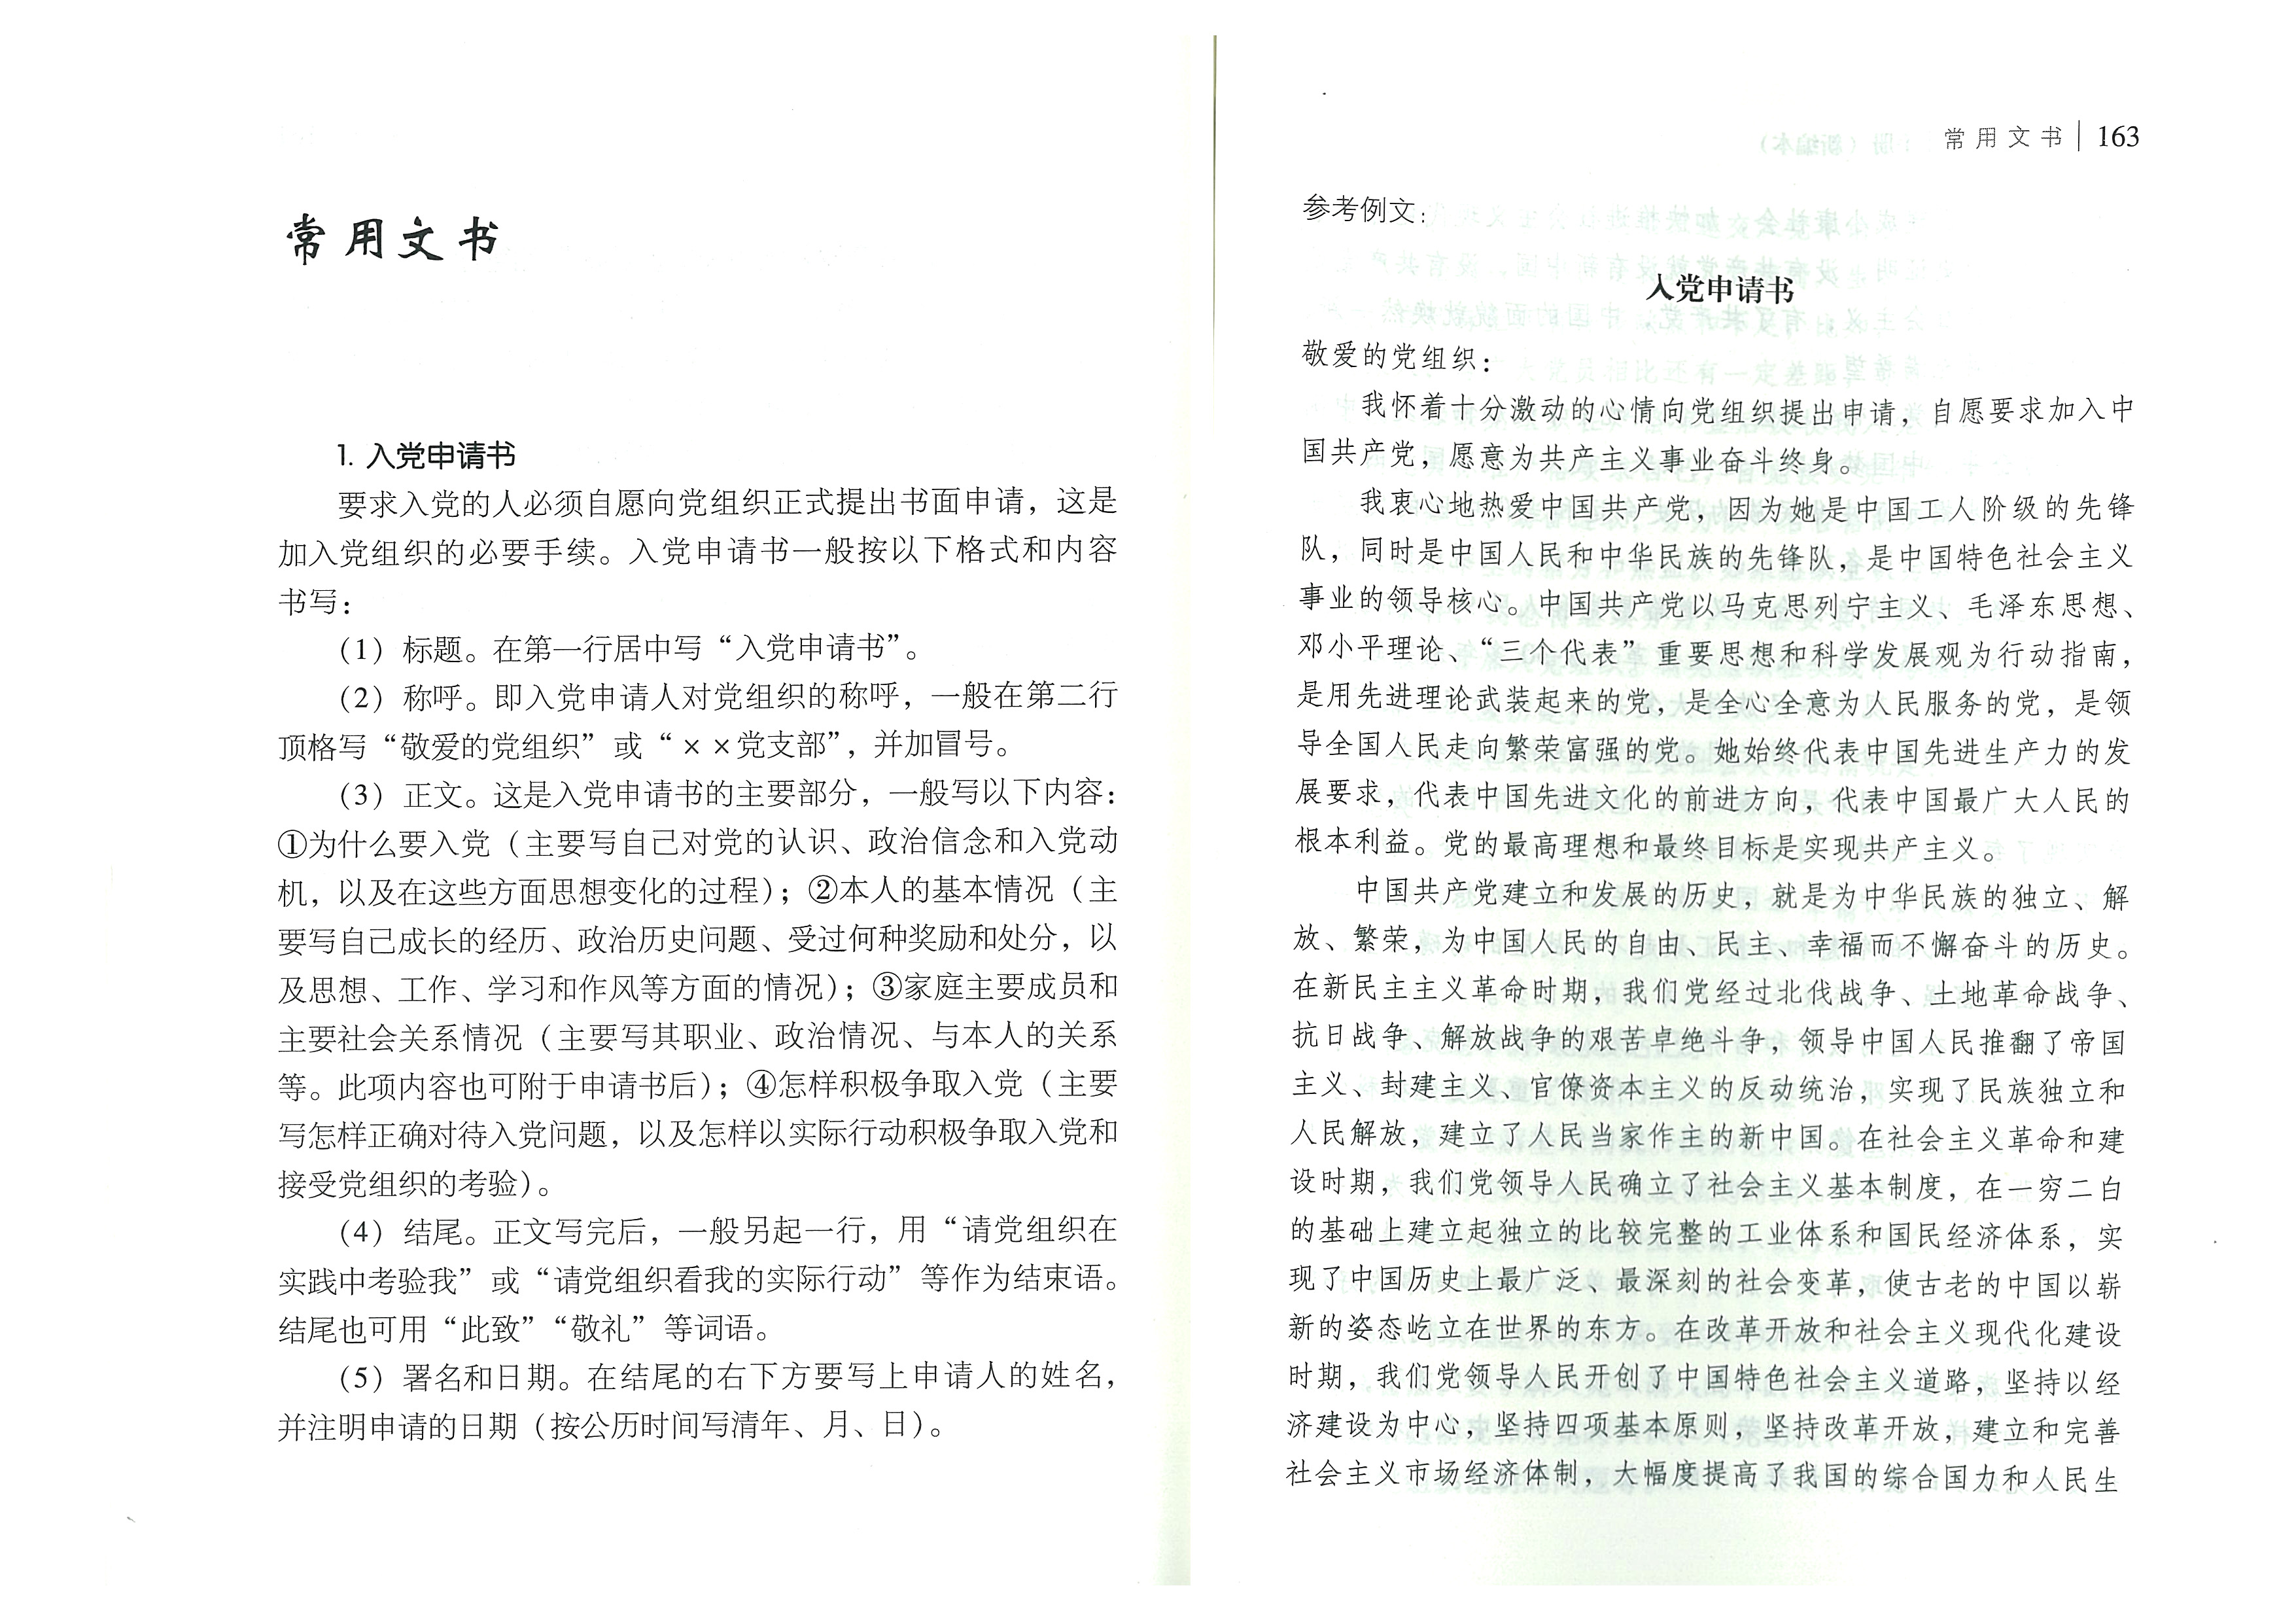 常用文书
1. 入党申请书
要求入党的人必须自愿向党组织正式提出书面申请，这是
加入党组织的必要手续。入党申请书一般按以下格式和内容
书写：
（1）标题。在第一行居中写“入党申请书”。
（2）称呼。即入党申请人对党组织的称呼，一般在第二行
顶格写“敬爱的党组织”或“××党支部”，并加冒号。
（3）正文。这是入党申请书的主要部分，一般写以下内容：
①为什么要入党（主要写自己对党的认识、政治信念和入党动
机，以及在这些方面思想变化的过程）；②本人的基本情况（主
要写自己成长的经历、政治历史问题、受过何种奖励和处分，以
及思想、工作、学习和作风等方面的情况）；③家庭主要成员和
主要社会关系情况（主要写其职业、政治情况、与本人的关系
等。此项内容也可附于申请书后）；④怎样积极争取入党（主要
写怎样正确对待入党问题，以及怎样以实际行动积极争取入党和
接受党组织的考验）。
（4）结尾。正文写完后，一般另起一行，用“请党组织在
实践中考验我”或“请党组织看我的实际行动”等作为结束语。
结尾也可用“此致”“敬礼”等词语。
（5）署名和日期。在结尾的右下方要写上申请人的姓名，
并注明申请的日期（按公历时间写清年、月、日）。
常用文书 | 163
参考例文：
入党申请书
敬爱的党组织：
我怀着十分激动的心情向党组织提出申请，自愿要求加入中
国共产党，愿意为共产主义事业奋斗终身。
我衷心地热爱中国共产党，因为她是中国工人阶级的先锋
队，同时是中国人民和中华民族的先锋队，是中国特色社会主义
事业的领导核心。中国共产党以马克思列宁主义、毛泽东思想、
邓小平理论、“三个代表”重要思想和科学发展观为行动指南，
是用先进理论武装起来的党，是全心全意为人民服务的党，是领
导全国人民走向繁荣富强的党。她始终代表中国先进生产力的发
展要求，代表中国先进文化的前进方向，代表中国最广大人民的
根本利益。党的最高理想和最终目标是实现共产主义。
中国共产党建立和发展的历史，就是为中华民族的独立、解
放、繁荣，为中国人民的自由、民主、幸福而不懈奋斗的历史。
在新民主主义革命时期，我们党经过北伐战争、土地革命战争、
抗日战争、解放战争的艰苦卓绝斗争，领导中国人民推翻了帝国
主义、封建主义、官僚资本主义的反动统治，实现了民族独立和
人民解放，建立了人民当家作主的新中国。在社会主义革命和建
设时期，我们党领导人民确立了社会主义基本制度，在一穷二白
的基础上建立起独立的比较完整的工业体系和国民经济体系，实
现了中国历史上最广泛、最深刻的社会变革，使古老的中国以崭
新的姿态屹立在世界的东方。在改革开放和社会主义现代化建设
时期，我们党领导人民开创了中国特色社会主义道路，坚持以经
济建设为中心，坚持四项基本原则，坚持改革开放，建立和完善
社会主义市场经济体制，大幅度提高了我国的综合国力和人民生